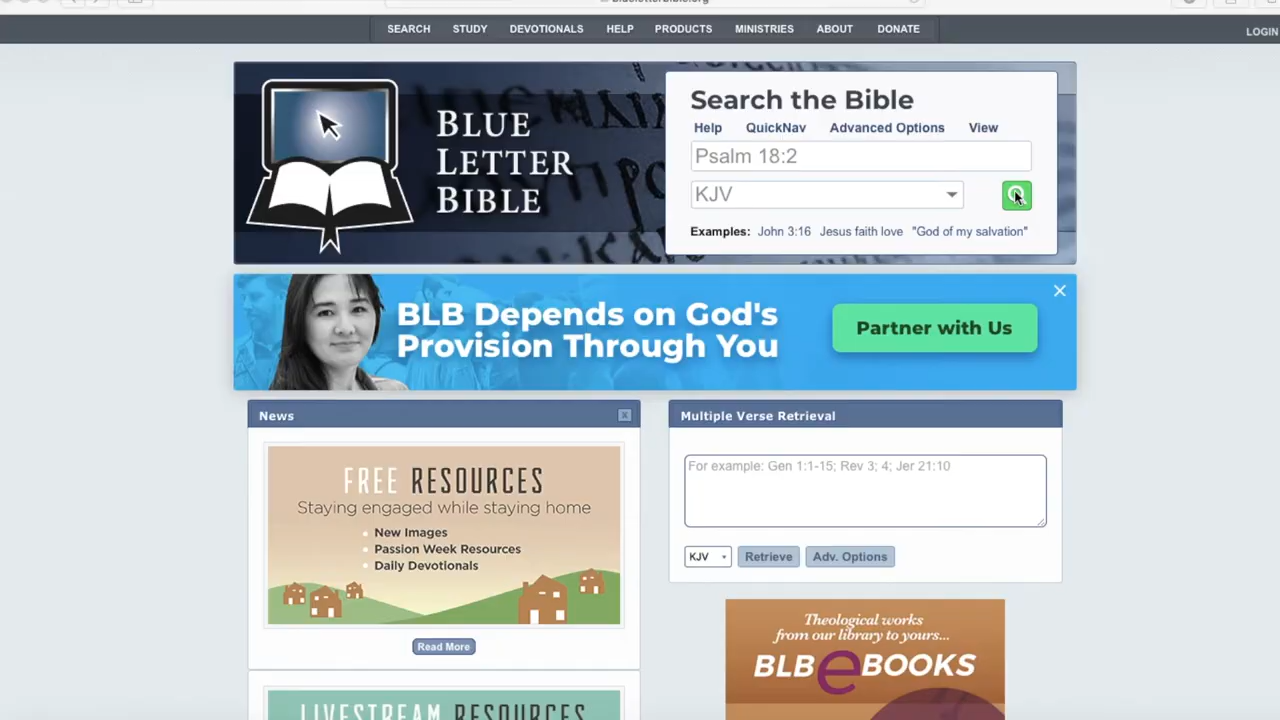 SEARCH STUDY DEVOTIONALS HELP PRODUCTS MINISTRIES ABOUT DONATE
LOGIN
BLUE
LETTER
BIBLE
Search the Bible
Help QuickNav Advanced Options View
Psalm 18:2
KJV
Examples: John 3:16 Jesus faith love "God of my salvation"
BLB Depends on God's
Provision Through You
Partner with Us
News
x
FREE RESOURCES
Staying engaged while staying home
• New Images
• Passion Week Resources
• Daily Devotionals
Read More
LIVESTREAM RESOURCES
Multiple Verse Retrieval
For example: Gen 1:1-15; Rev 3; 4; Jer 21:10
KJV Retrieve Adv. Options
Theological works
from our library to yours...
BLB eBOOKS